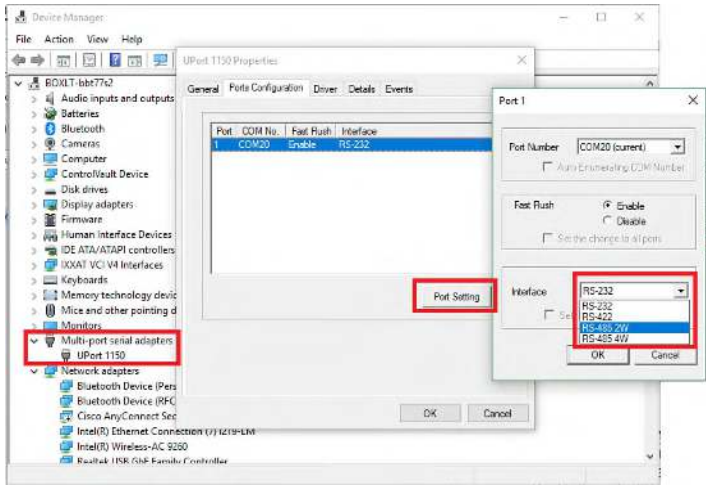 Device Manager
File Action View Help
BOXLT-bbt77s2
Audio inputs and outputs
Batteries
Bluetooth
Cameras
Computer
ControlVault Device
Disk drives
Display adapters
Firmware
Human Interface Devices
IDE ATA/ATAPI controllers
IXXAT VCI V4 Interfaces
Keyboards
Memory technology devic
Mice and other pointing d
Monitors
Multi-port serial adapters
UPort 1150
Network adapters
Bluetooth Device (Pers
Bluetooth Device (RFC
Cisco AnyConnect Sec
Intel(R) Ethernet Connection (7) I219-LM
Intel(R) Wireless-AC 9260
Realtek USB GbE Family Controller
UPort 1150 Properties
General Ports Configuration Driver Details Events
Port COM No. Fast Flush Interface
1 COM20 Enable RS-232
Port Setting
OK Cancel
Port 1
Port Number COM20 (current)
Auto Enumerating COM Number
Fast Flush Enable
Disable
Set the change to all ports
Interface RS-232
RS-232
RS-422
RS-485 2W
RS-485 4W
Se
OK Cancel